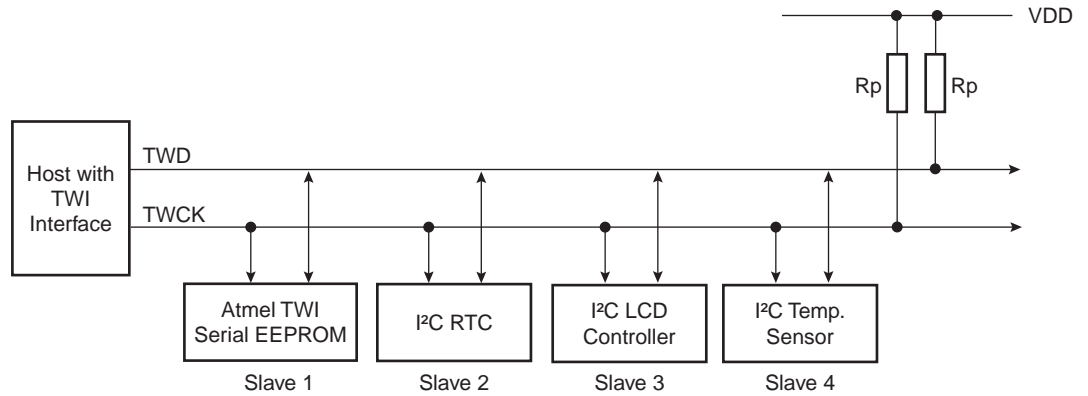 VDD
Rp
Rp
Host with
TWI
Interface
TWD
TWCK
Atmel TWI
Serial EEPROM
I²C RTC
I²C LCD
Controller
I²C Temp.
Sensor
Slave 1
Slave 2
Slave 3
Slave 4